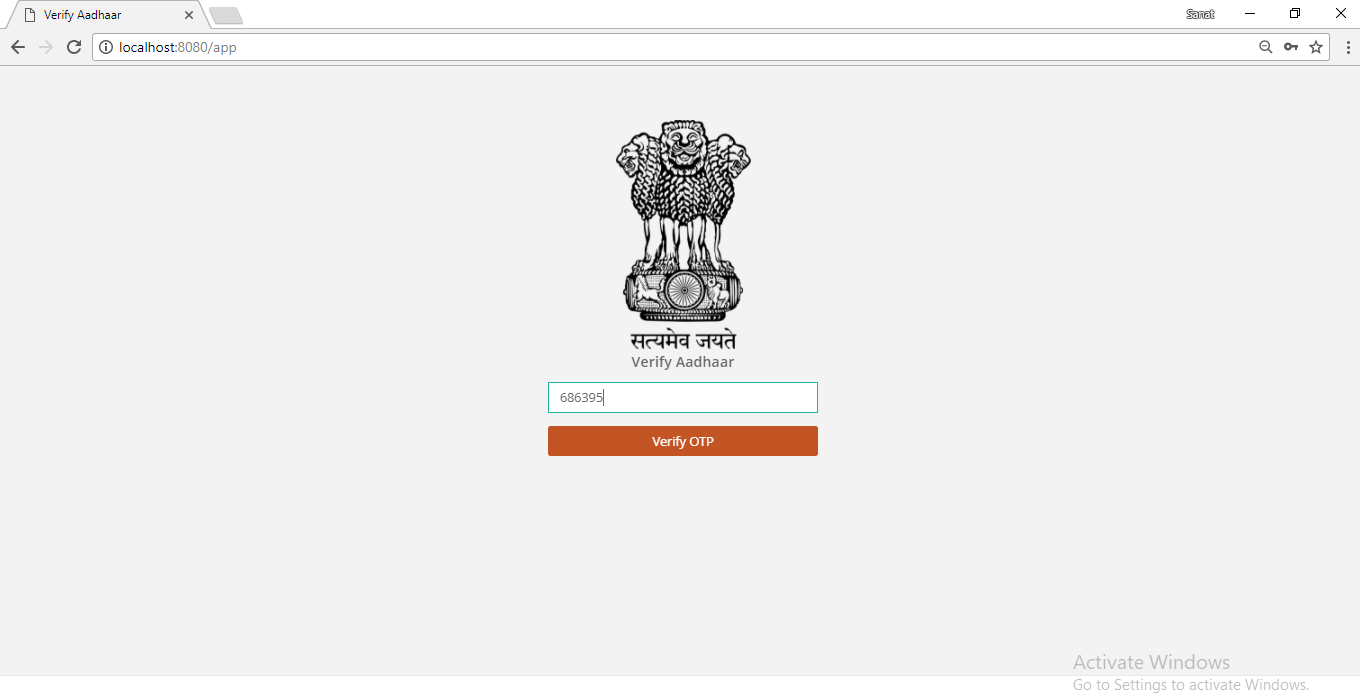 Verify Aadhaar
Sanat
localhost:8080/app
सत्यमेव जयते
Verify Aadhaar
686395
Verify OTP
Activate Windows
Go to Settings to activate Windows.